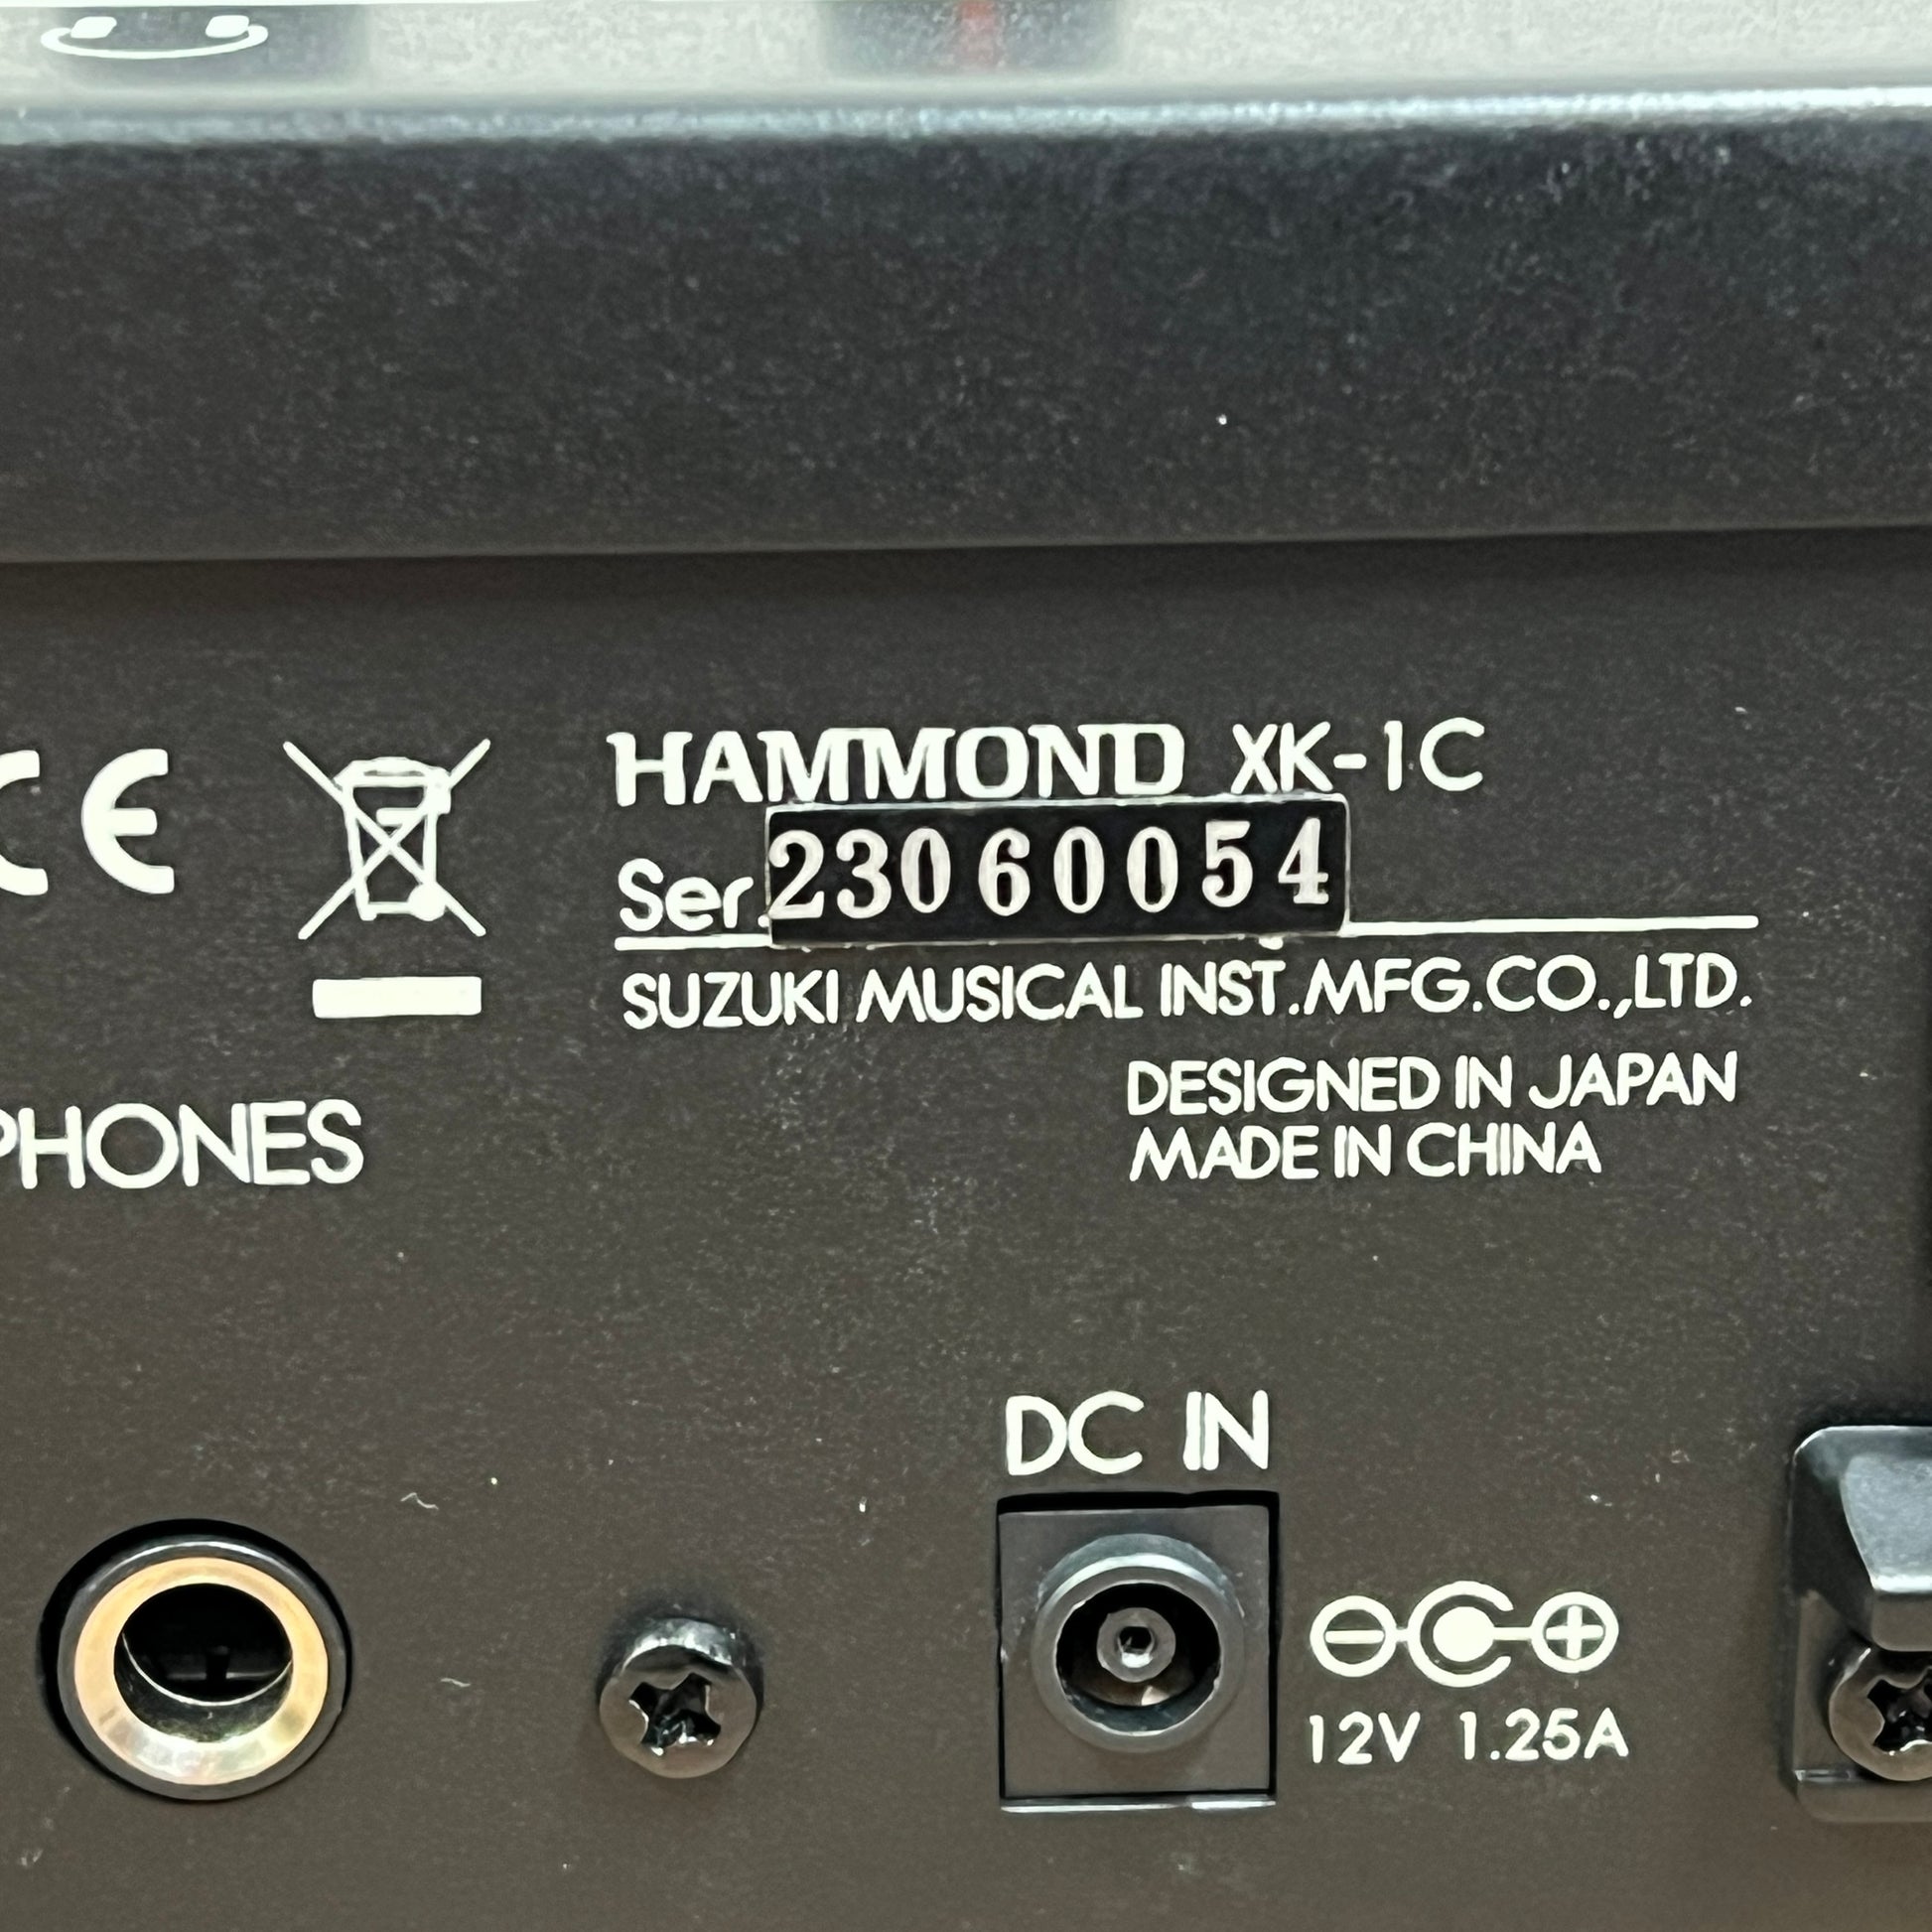 CE
HAMMOND XK-1C
Ser. 23060054
SUZUKI MUSICAL INST.MFG.CO.,LTD.
DESIGNED IN JAPAN
MADE IN CHINA
PHONES
DC IN
12V 1.25A